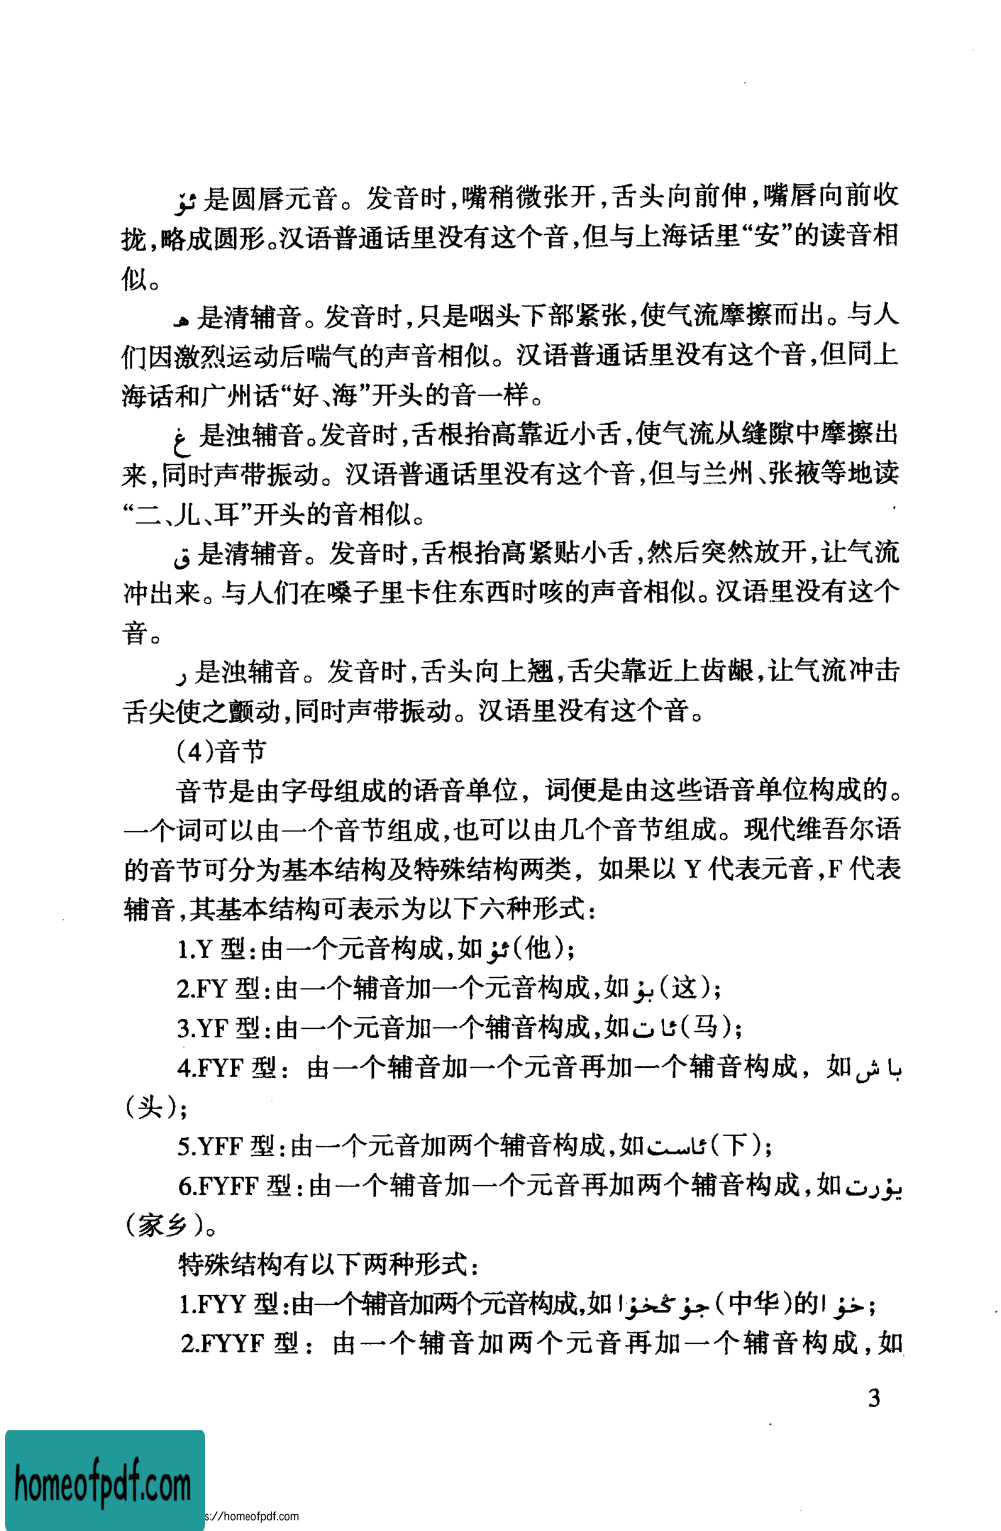 ئۆ 是圆唇元音。发音时,嘴稍微张开,舌头向前伸,嘴唇向前收
拢,略成圆形。汉语普通话里没有这个音,但与上海话里“安”的读音相
似。
ھ 是清辅音。发音时,只是咽头下部紧张,使气流摩擦而出。与人
们因激烈运动后喘气的声音相似。汉语普通话里没有这个音,但同上
海话和广州话“好、海”开头的音一样。
غ 是浊辅音。发音时,舌根抬高靠近小舌,使气流从缝隙中摩擦出
来,同时声带振动。汉语普通话里没有这个音,但与兰州、张掖等地读
“二、儿、耳”开头的音相似。
ق 是清辅音。发音时,舌根抬高紧贴小舌,然后突然放开,让气流
冲出来。与人们在嗓子里卡住东西时咳的声音相似。汉语里没有这个
音。
ر 是浊辅音。发音时,舌头向上翘,舌尖靠近上齿龈,让气流冲击
舌尖使之颤动,同时声带振动。汉语里没有这个音。
(4)音节
音节是由字母组成的语音单位，词便是由这些语音单位构成的。
一个词可以由一个音节组成,也可以由几个音节组成。现代维吾尔语
的音节可分为基本结构及特殊结构两类，如果以 Y 代表元音,F 代表
辅音,其基本结构可表示为以下六种形式:
1.Y 型:由一个元音构成,如 ئۇ(他);
2.FY 型:由一个辅音加一个元音构成,如 بۇ(这);
3.YF 型:由一个元音加一个辅音构成,如 ئات(马);
4.FYF 型：由一个辅音加一个元音再加一个辅音构成，如 باش
(头);
5.YFF 型:由一个元音加两个辅音构成,如 ئاست(下);
6.FYFF 型:由一个辅音加一个元音再加两个辅音构成,如 يۇرت
(家乡)。
特殊结构有以下两种形式:
1.FYY 型:由一个辅音加两个元音构成,如 جۇڭخۇا(中华)的 خۇا;
2.FYYF 型：由一个辅音加两个元音再加一个辅音构成,如
3
homeofpdf.com
s://homeofpdf.com